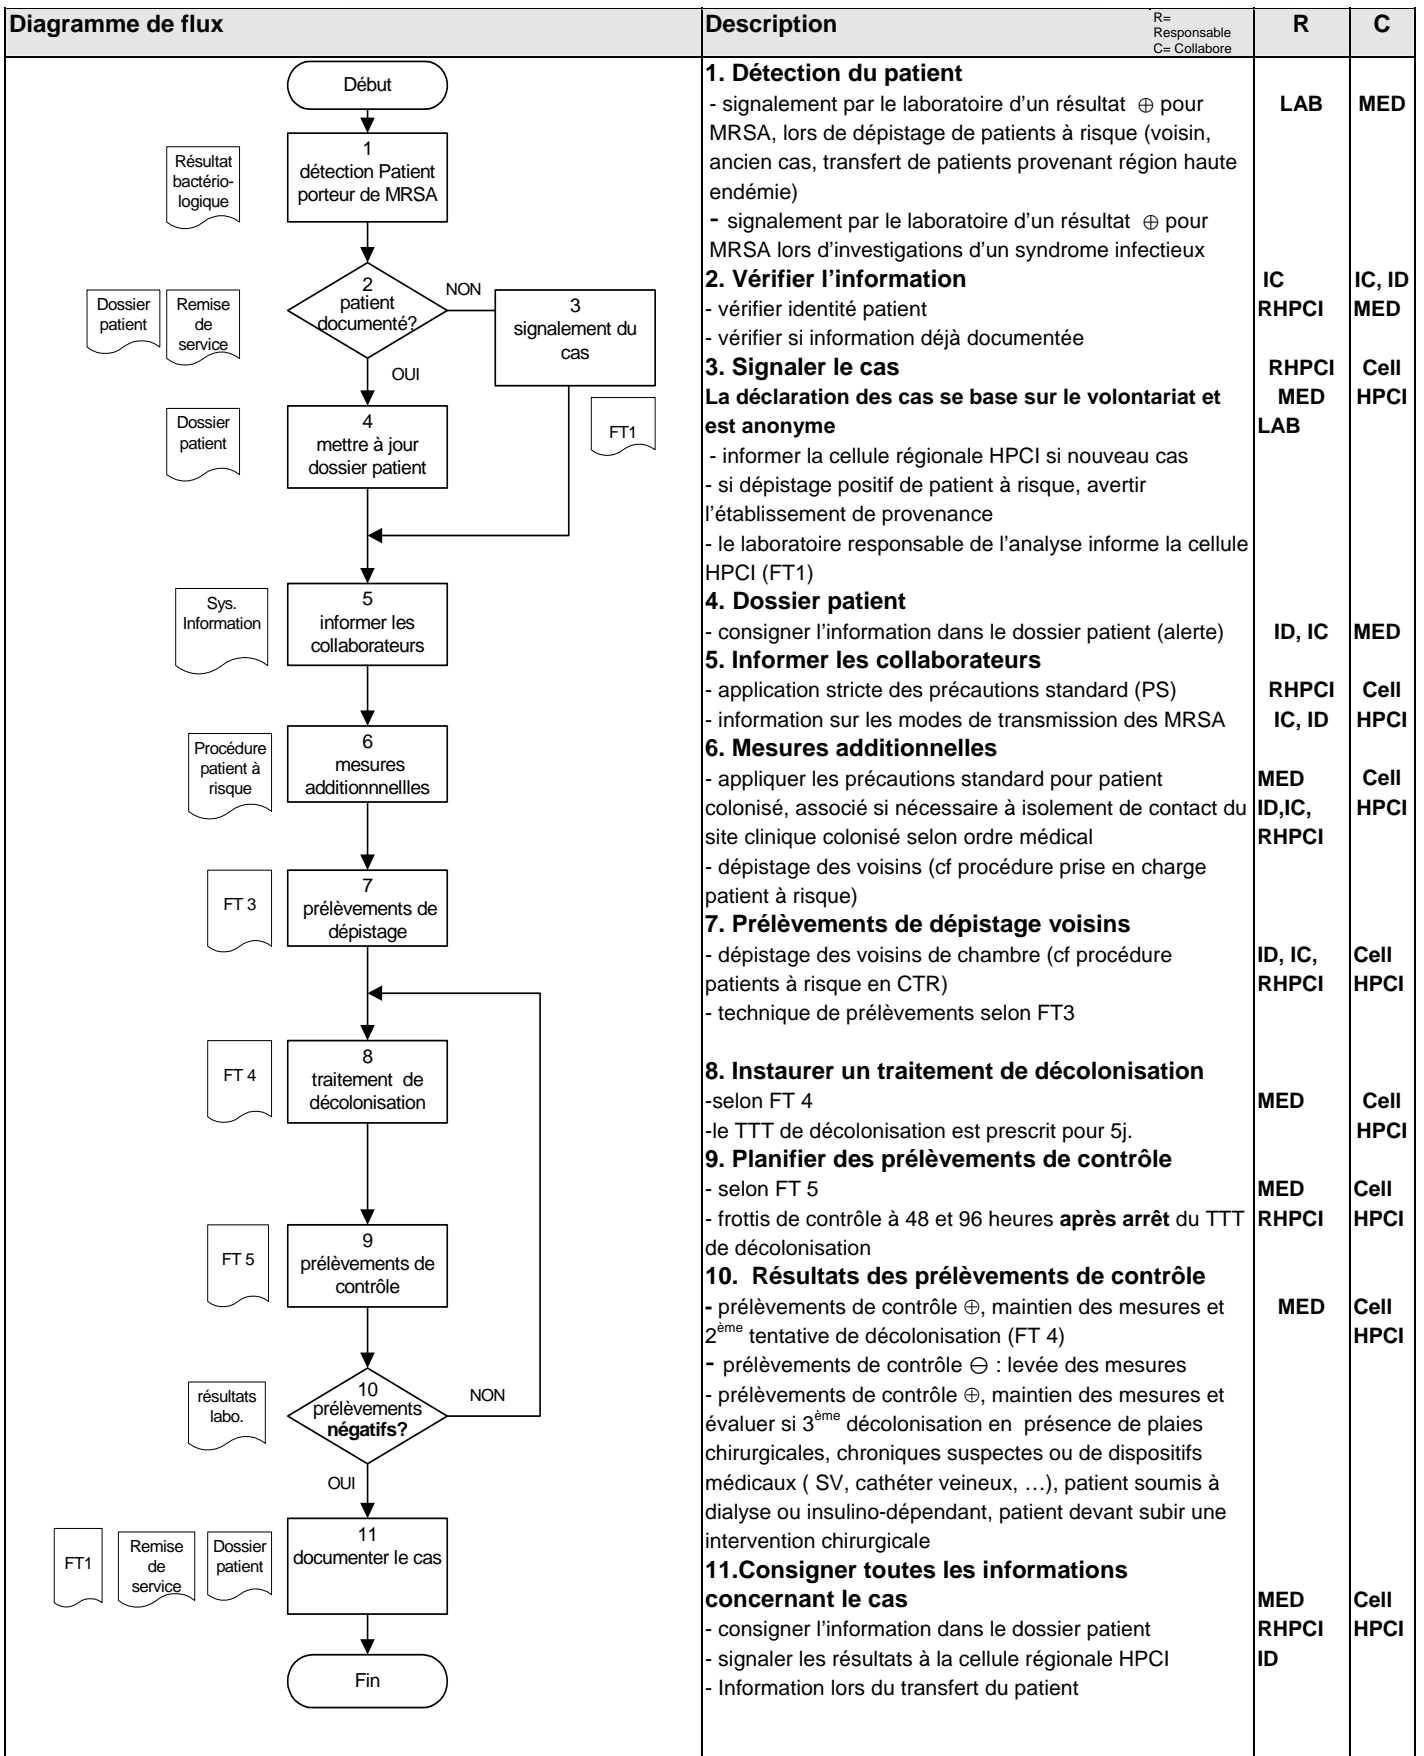 Diagramme de flux
Description
R=
Responsable
C= Collabore
R
C
Début
Résultat
bactério-
logique
1
détection Patient
porteur de MRSA
Dossier
patient
Remise
de
service
2
patient
documenté?
NON
3
signalement du
cas
OUI
FT1
Dossier
patient
4
mettre à jour
dossier patient
Sys.
Information
5
informer les
collaborateurs
Procédure
patient à
risque
6
mesures
additionnnellles
FT 3
7
prélèvements de
dépistage
FT 4
8
traitement de
décolonisation
FT 5
9
prélèvements de
contrôle
résultats
labo.
10
prélèvements
négatifs?
NON
OUI
FT1
Remise
de
service
Dossier
patient
11
documenter le cas
Fin
1. Détection du patient
- signalement par le laboratoire d'un résultat ⊕ pour LAB MED
MRSA, lors de dépistage de patients à risque (voisin,
ancien cas, transfert de patients provenant région haute
endémie)
- signalement par le laboratoire d'un résultat ⊕ pour
MRSA lors d'investigations d'un syndrome infectieux
2. Vérifier l'information IC IC, ID
- vérifier identité patient RHPCI MED
- vérifier si information déjà documentée
3. Signaler le cas RHPCI Cell
La déclaration des cas se base sur le volontariat et MED HPCI
est anonyme LAB
- informer la cellule régionale HPCI si nouveau cas
- si dépistage positif de patient à risque, avertir
l'établissement de provenance
- le laboratoire responsable de l'analyse informe la cellule
HPCI (FT1)
4. Dossier patient
- consigner l'information dans le dossier patient (alerte) ID, IC MED
5. Informer les collaborateurs
- application stricte des précautions standard (PS) RHPCI Cell
- information sur les modes de transmission des MRSA IC, ID HPCI
6. Mesures additionnelles
- appliquer les précautions standard pour patient MED Cell
colonisé, associé si nécessaire à isolement de contact du ID,IC, HPCI
site clinique colonisé selon ordre médical RHPCI
- dépistage des voisins (cf procédure prise en charge
patient à risque)
7. Prélèvements de dépistage voisins
- dépistage des voisins de chambre (cf procédure ID, IC, Cell
patients à risque en CTR) RHPCI HPCI
- technique de prélèvements selon FT3
8. Instaurer un traitement de décolonisation
-selon FT 4 MED Cell
-le TTT de décolonisation est prescrit pour 5j. HPCI
9. Planifier des prélèvements de contrôle
- selon FT 5 MED Cell
- frottis de contrôle à 48 et 96 heures après arrêt du TTT RHPCI HPCI
de décolonisation
10. Résultats des prélèvements de contrôle
- prélèvements de contrôle ⊕, maintien des mesures et MED Cell
2ème tentative de décolonisation (FT 4) HPCI
- prélèvements de contrôle ⊖ : levée des mesures
- prélèvements de contrôle ⊕, maintien des mesures et
évaluer si 3ème décolonisation en présence de plaies
chirurgicales, chroniques suspectes ou de dispositifs
médicaux ( SV, cathéter veineux, …), patient soumis à
dialyse ou insulino-dépendant, patient devant subir une
intervention chirurgicale
11.Consigner toutes les informations
concernant le cas MED Cell
- consigner l'information dans le dossier patient RHPCI HPCI
- signaler les résultats à la cellule régionale HPCI ID
- Information lors du transfert du patient